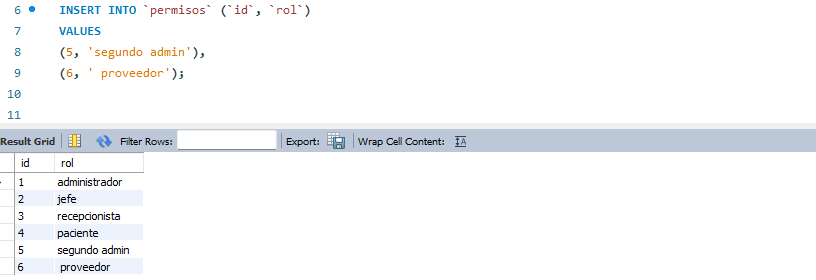 6 INSERT INTO `permisos` (`id`, `rol`)
7 VALUES
8 (5, 'segundo admin'),
9 (6, ' proveedor');
10
11
Result Grid Filter Rows: Export: Wrap Cell Content: IA
id rol
1 administrador
2 jefe
3 recepcionista
4 paciente
5 segundo admin
6 proveedor